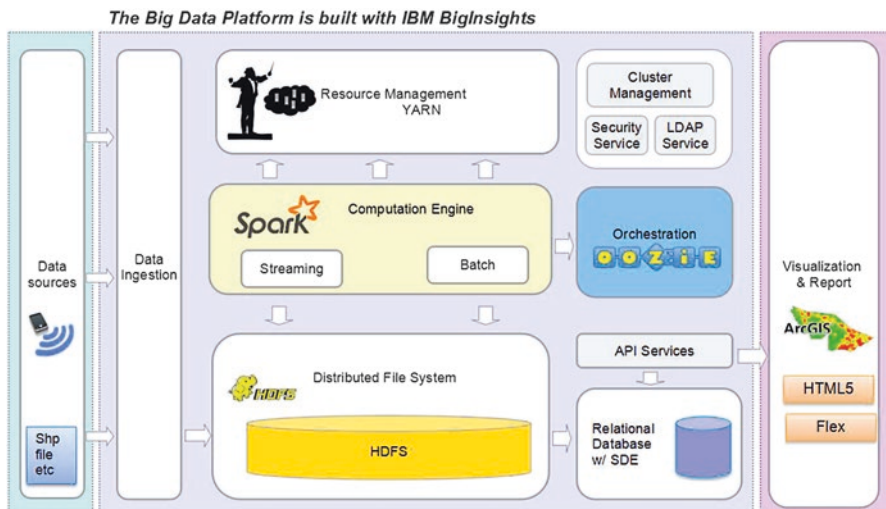 The Big Data Platform is built with IBM BigInsights
Data
sources
Shp
file
etc
Data
Ingestion
Resource Management
YARN
Cluster
Management
Security
Service
LDAP
Service
Spark
Computation Engine
Streaming
Batch
Orchestration
OOZIE
HDFS
Distributed File System
HDFS
API Services
Relational
Database
w/ SDE
Visualization
& Report
ArcGIS
HTML5
Flex